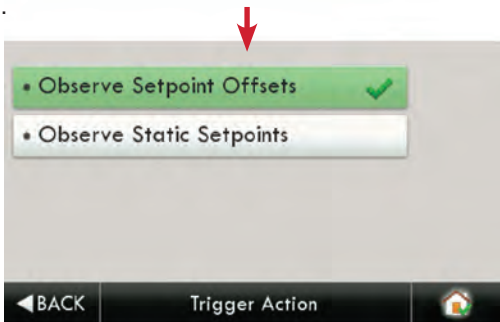 .
• Observe Setpoint Offsets
• Observe Static Setpoints
◀BACK Trigger Action